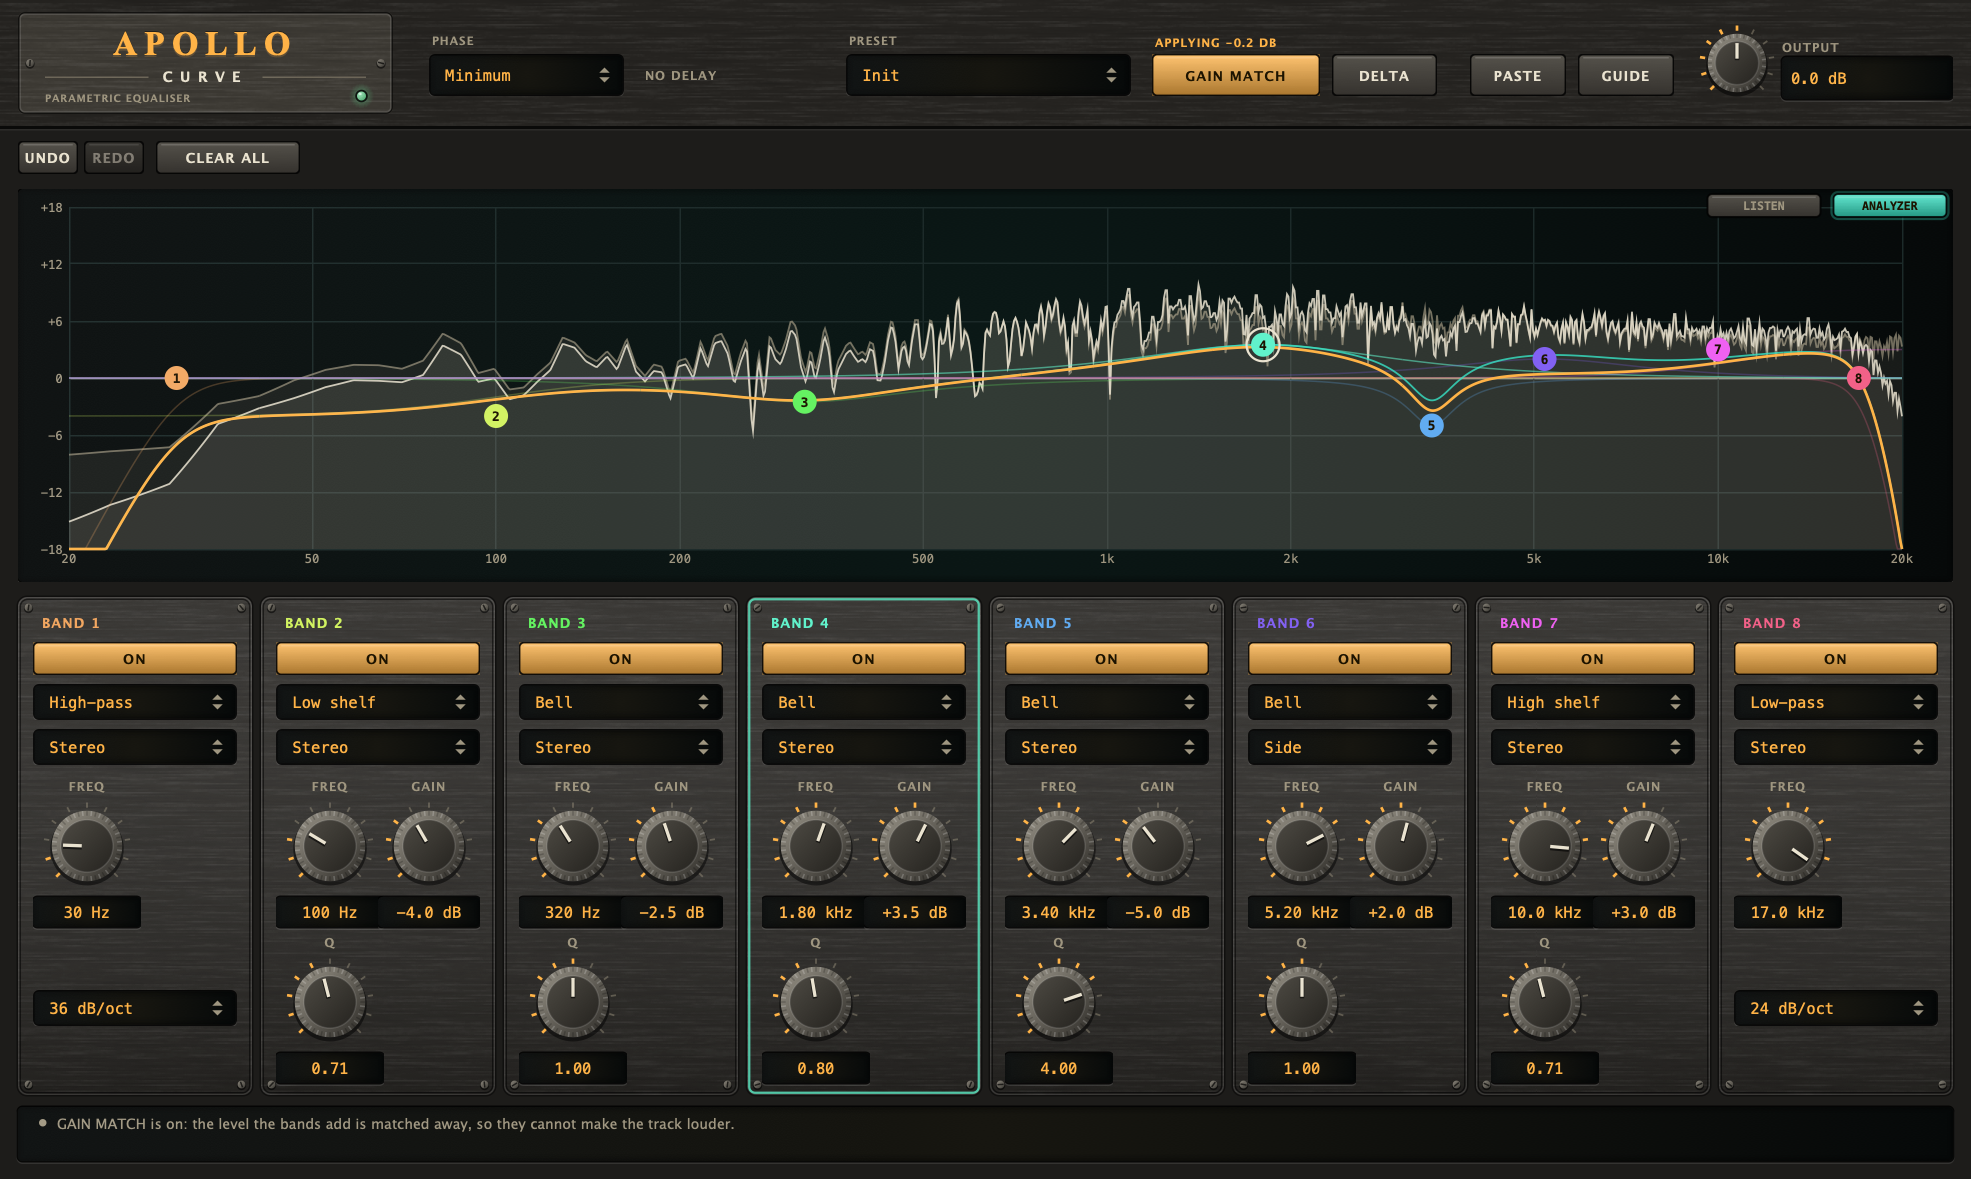 APOLLO
CURVE
PARAMETRIC EQUALISER
PHASE
Minimum
NO DELAY
PRESET
Init
APPLYING −0.2 DB
GAIN MATCH
DELTA
PASTE
GUIDE
OUTPUT
0.0 dB
UNDO
REDO
CLEAR ALL
LISTEN
ANALYZER
+18
+12
+6
0
−6
−12
−18
1
2
3
4
5
6
7
8
20 50 100 200 500 1k 2k 5k 10k 20k
BAND 1
ON
High-pass
Stereo
FREQ
30 Hz
36 dB/oct
BAND 2
ON
Low shelf
Stereo
FREQ GAIN
100 Hz −4.0 dB
Q
0.71
BAND 3
ON
Bell
Stereo
FREQ GAIN
320 Hz −2.5 dB
Q
1.00
BAND 4
ON
Bell
Stereo
FREQ GAIN
1.80 kHz +3.5 dB
Q
0.80
BAND 5
ON
Bell
Stereo
FREQ GAIN
3.40 kHz −5.0 dB
Q
4.00
BAND 6
ON
Bell
Side
FREQ GAIN
5.20 kHz +2.0 dB
Q
1.00
BAND 7
ON
High shelf
Stereo
FREQ GAIN
10.0 kHz +3.0 dB
Q
0.71
BAND 8
ON
Low-pass
Stereo
FREQ
17.0 kHz
24 dB/oct
GAIN MATCH is on: the level the bands add is matched away, so they cannot make the track louder.